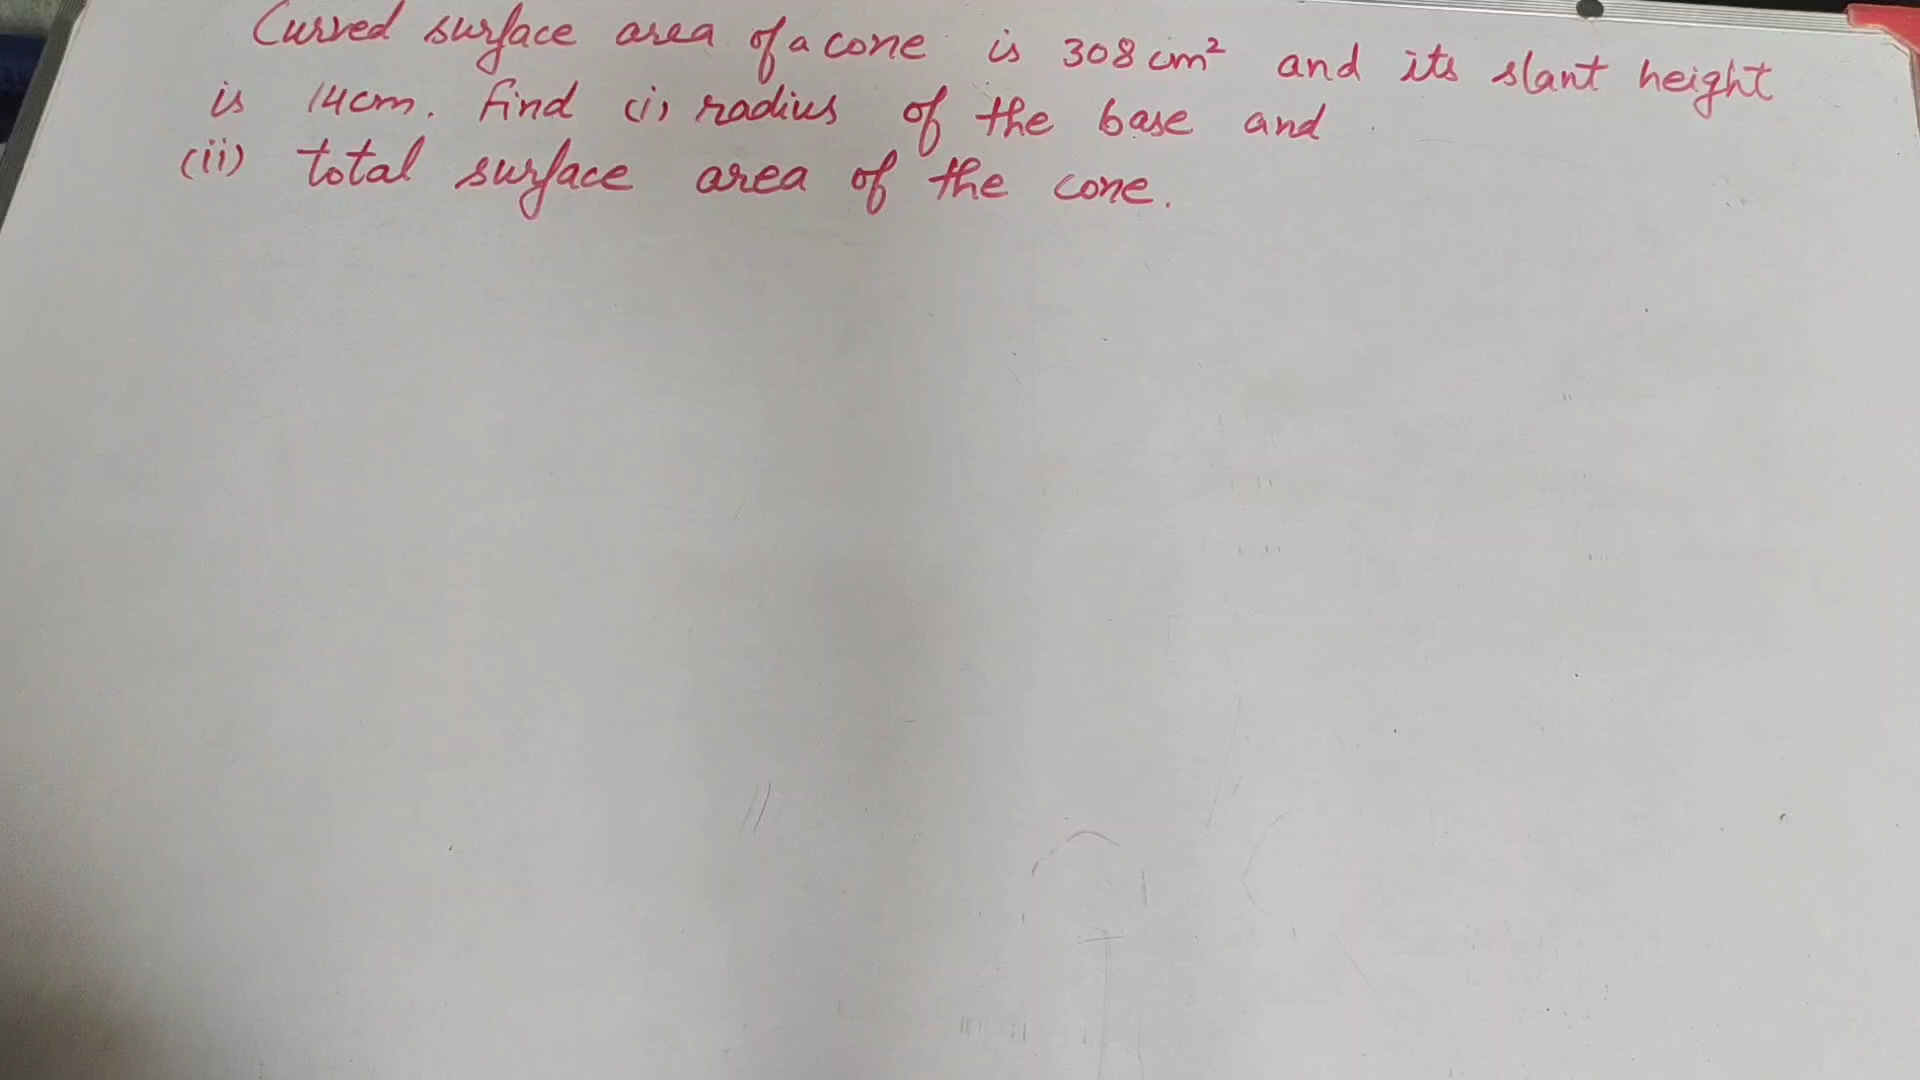 Curved surface area of a cone is 308 cm² and its slant height
is 14cm. find (i) radius of the base and
(ii) total surface area of the cone.